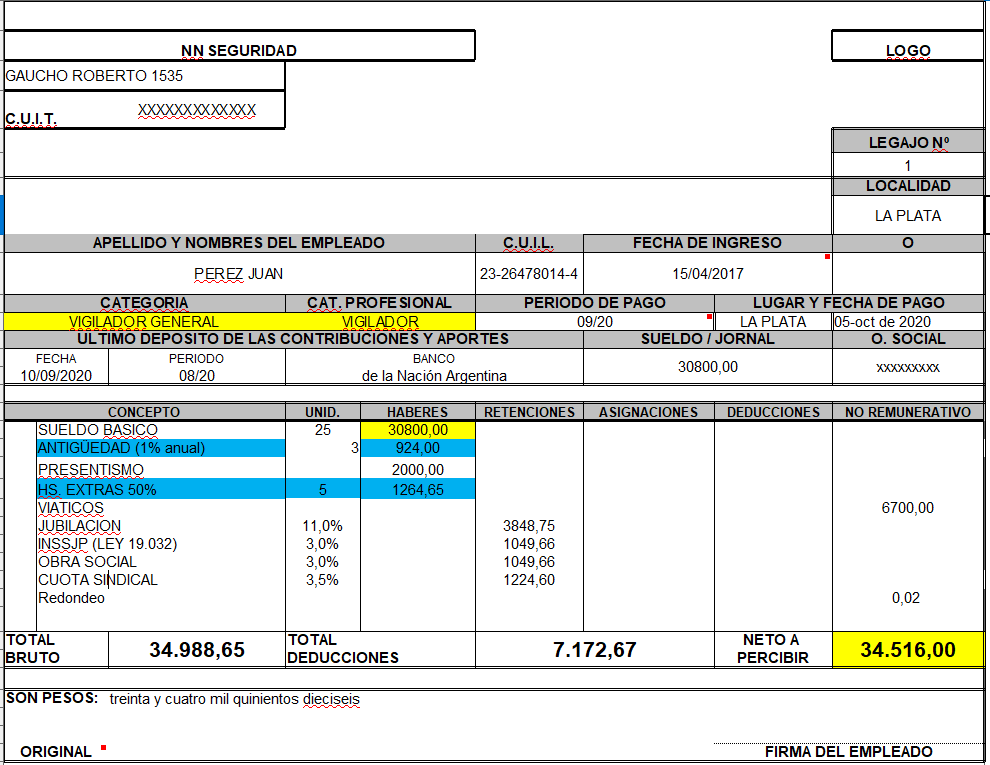 NN SEGURIDAD
LOGO
GAUCHO ROBERTO 1535
C.U.I.T. XXXXXXXXXXXXX
LEGAJO Nº
1
LOCALIDAD
LA PLATA
APELLIDO Y NOMBRES DEL EMPLEADO C.U.I.L. FECHA DE INGRESO O
PEREZ JUAN 23-26478014-4 15/04/2017
CATEGORIA CAT. PROFESIONAL PERIODO DE PAGO LUGAR Y FECHA DE PAGO
VIGILADOR GENERAL VIGILADOR 09/20 LA PLATA 05-oct de 2020
ULTIMO DEPOSITO DE LAS CONTRIBUCIONES Y APORTES SUELDO / JORNAL O. SOCIAL
FECHA PERIODO BANCO
30800,00 xxxxxxxxx
10/09/2020 08/20 de la Nación Argentina
CONCEPTO UNID. HABERES RETENCIONES ASIGNACIONES DEDUCCIONES NO REMUNERATIVO
SUELDO BASICO 25 30800,00
ANTIGÜEDAD (1% anual) 3 924,00
PRESENTISMO 2000,00
HS. EXTRAS 50% 5 1264,65
VIATICOS 6700,00
JUBILACION 11,0% 3848,75
INSSJP (LEY 19.032) 3,0% 1049,66
OBRA SOCIAL 3,0% 1049,66
CUOTA SINDICAL 3,5% 1224,60
Redondeo 0,02
TOTAL BRUTO 34.988,65 TOTAL DEDUCCIONES 7.172,67 NETO A PERCIBIR 34.516,00
SON PESOS: treinta y cuatro mil quinientos dieciseis
ORIGINAL FIRMA DEL EMPLEADO